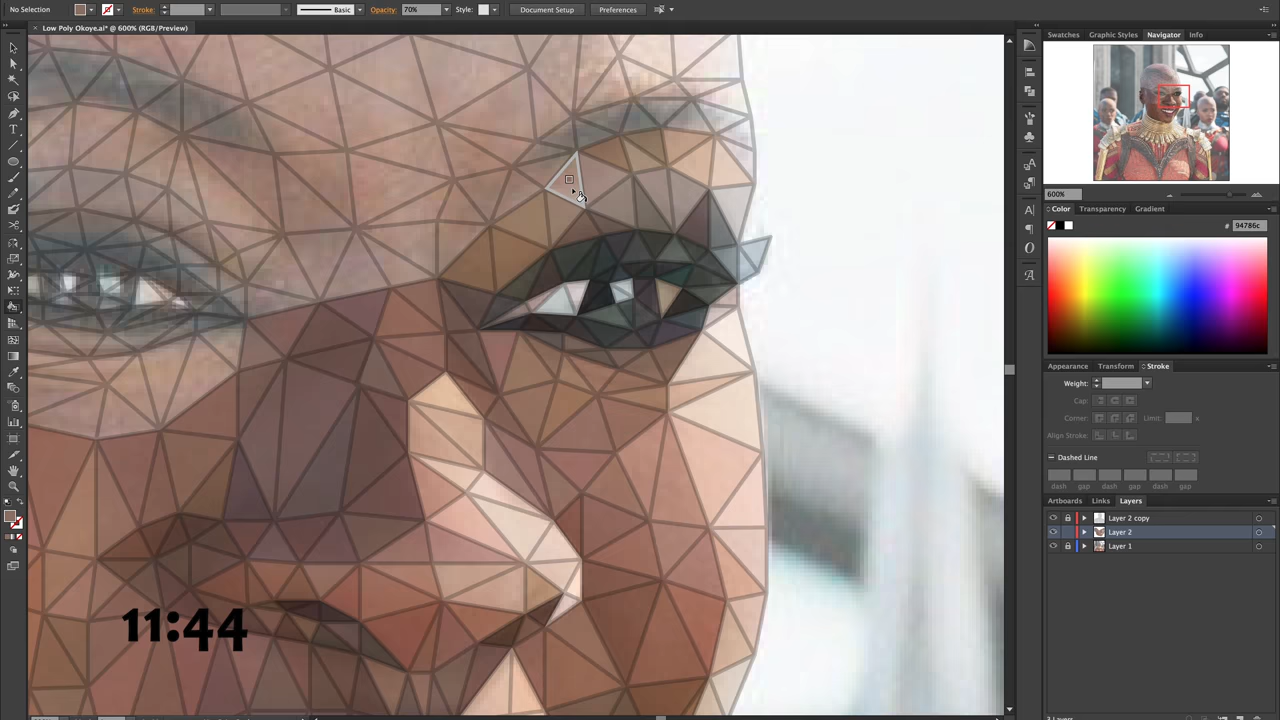 No Selection Stroke: Basic Opacity: 70% Style: Document Setup Preferences
× Low Poly Okoye.ai* @ 600% (RGB/Preview)
Swatches Graphic Styles Navigator Info
600%
Color Transparency Gradient
# 94786c
Appearance Transform Stroke
Weight:
Cap:
Corner: Limit: x
Align Stroke:
Dashed Line
dash gap dash gap dash gap
Artboards Links Layers
Layer 2 copy
Layer 2
Layer 1
11:44